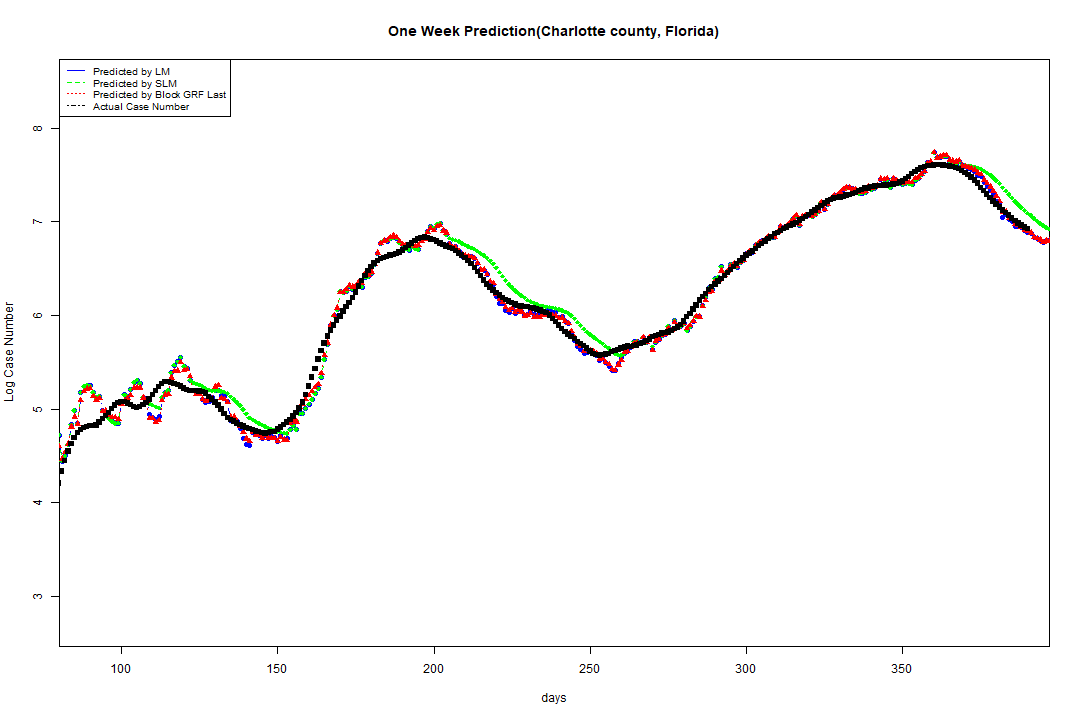 One Week Prediction(Charlotte county, Florida)
Predicted by LM
Predicted by SLM
Predicted by Block GRF Last
Actual Case Number
8
7
6
5
4
3
Log Case Number
100 150 200 250 300 350
days